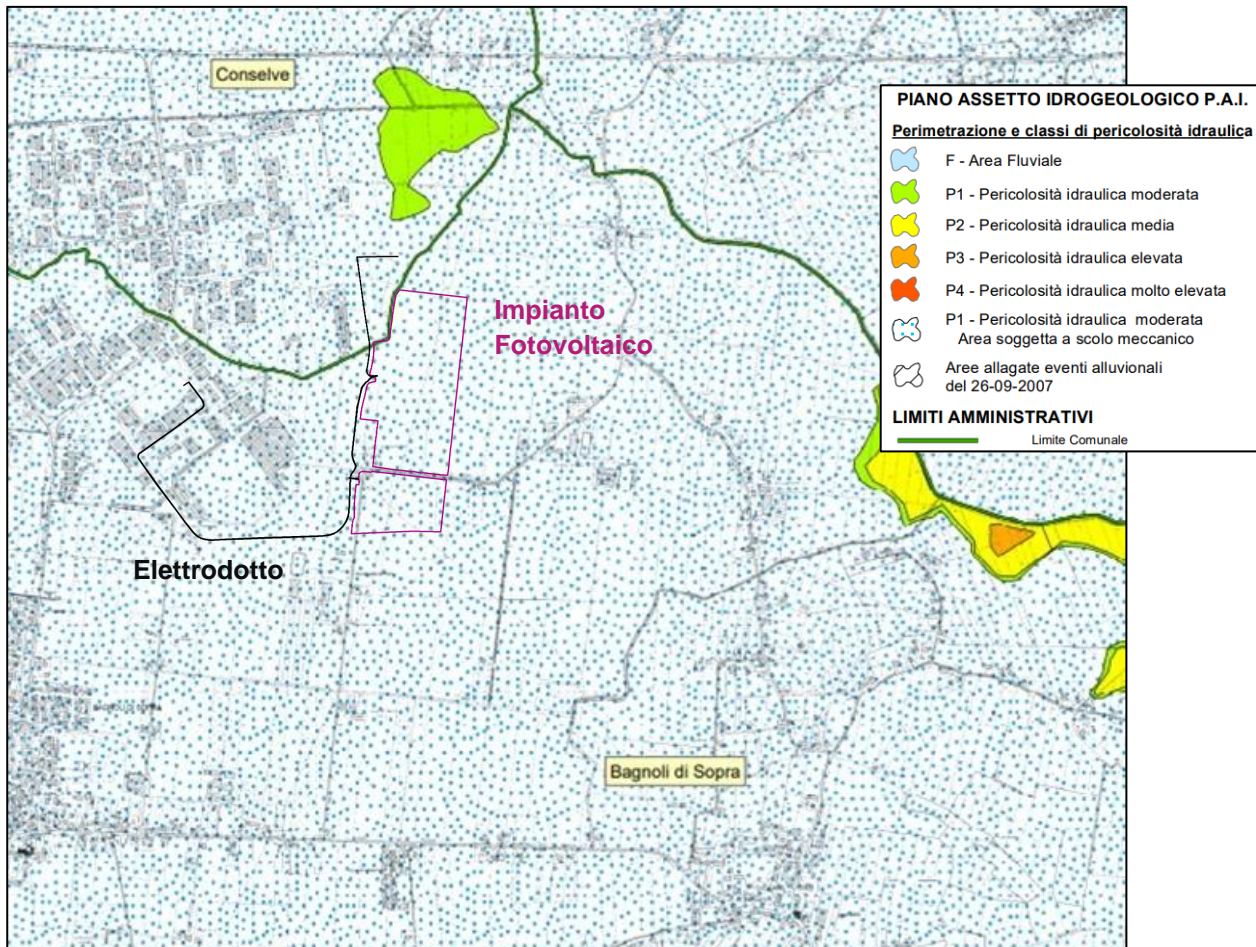 Conselve
PIANO ASSETTO IDROGEOLOGICO P.A.I.
Perimetrazione e classi di pericolosità idraulica
F - Area Fluviale
P1 - Pericolosità idraulica moderata
P2 - Pericolosità idraulica media
P3 - Pericolosità idraulica elevata
P4 - Pericolosità idraulica molto elevata
P1 - Pericolosità idraulica moderata
Area soggetta a scolo meccanico
Aree allagate eventi alluvionali
del 26-09-2007
LIMITI AMMINISTRATIVI
Limite Comunale
Impianto
Fotovoltaico
Elettrodotto
Bagnoli di Sopra